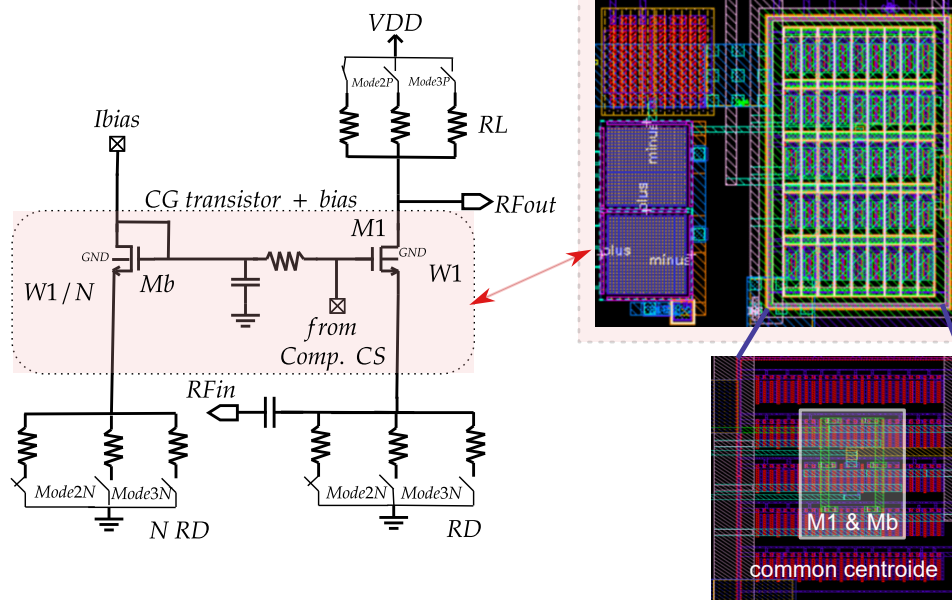 VDD
Mode2P
Mode3P
RL
Ibias
CG transistor + bias
RFout
M1
GND
Mb
GND
W1
W1/N
from
Comp. CS
RFin
Mode2N
Mode3N
Mode2N
Mode3N
N RD
RD
minus
plus
plus
minus
M1 & Mb
common centroide